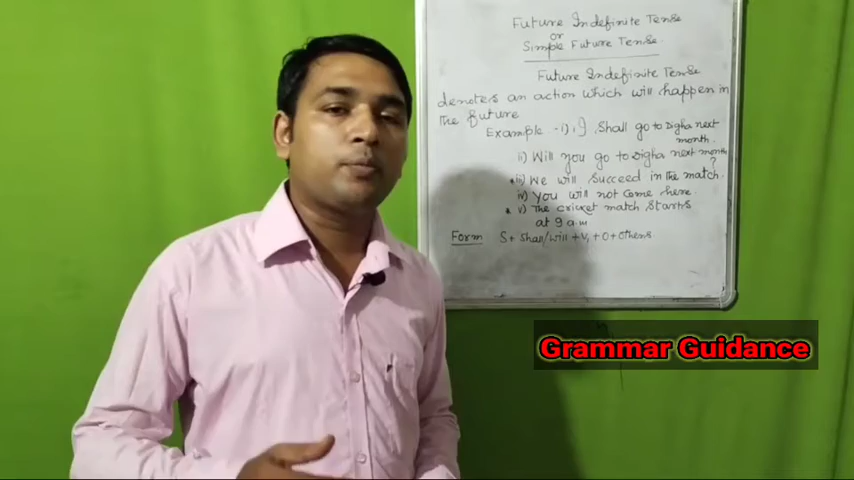 Future Indefinite Tense
or
Simple Future Tense
Future Indefinite Tense
denotes an action which will happen in
the future
Example - i) I shall go to Digha next
month.
ii) Will you go to Digha next month
?
iii) We will succeed in the match.
iv) You will not come here.
v) The cricket match starts
at 9 a.m
Form S+ Shall/will + V1 + O + Others
Grammar Guidance